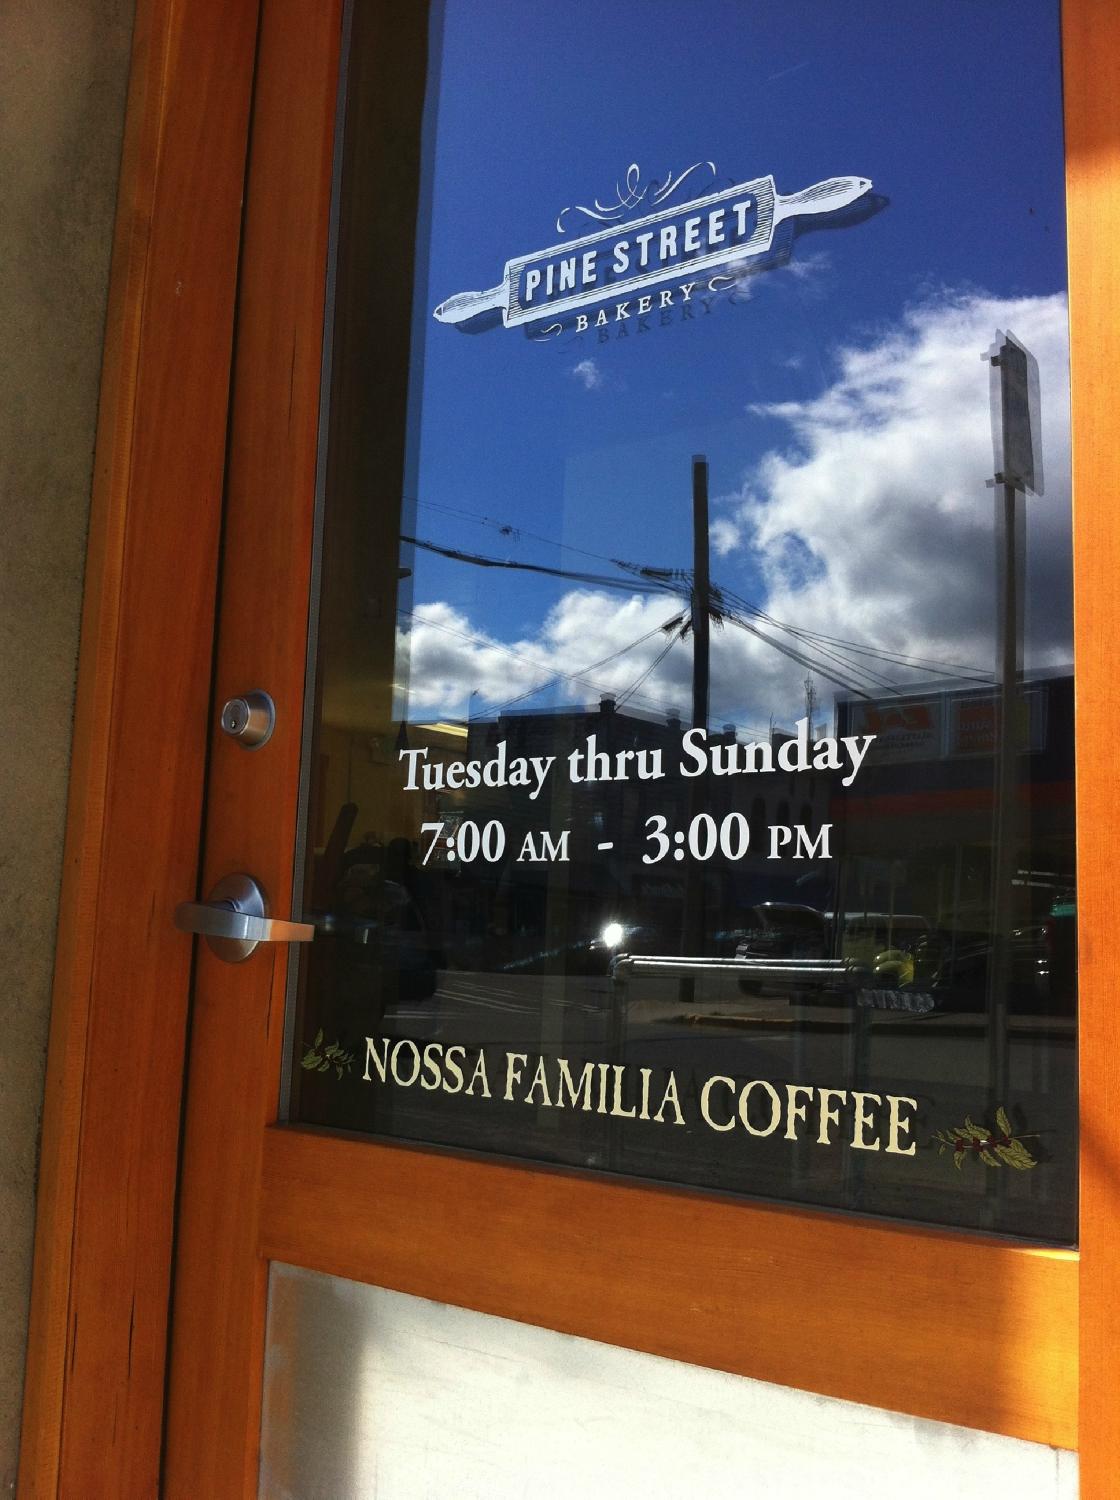 PINE STREET
BAKERY
Tuesday thru Sunday
7:00 AM - 3:00 PM
NOSSA FAMILIA COFFEE